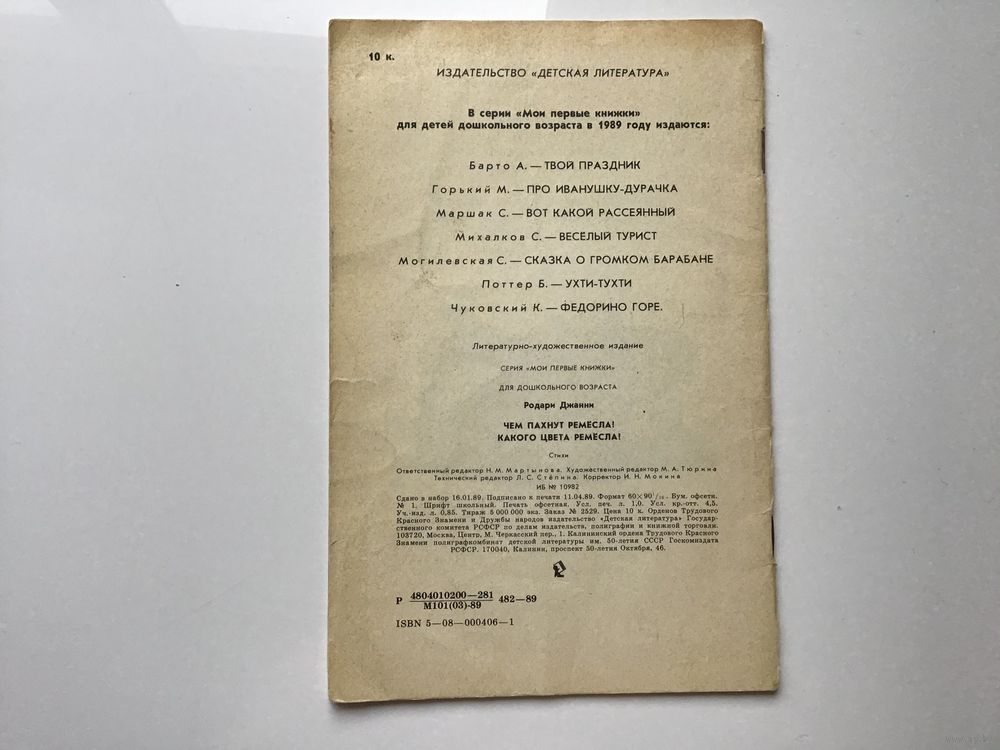 10 к.
ИЗДАТЕЛЬСТВО «ДЕТСКАЯ ЛИТЕРАТУРА»
В серии «Мои первые книжки»
для детей дошкольного возраста в 1989 году издаются:
Барто А. — ТВОЙ ПРАЗДНИК
Горький М. — ПРО ИВАНУШКУ-ДУРАЧКА
Маршак С. — ВОТ КАКОЙ РАССЕЯННЫЙ
Михалков С. — ВЕСЕЛЫЙ ТУРИСТ
Могилевская С. — СКАЗКА О ГРОМКОМ БАРАБАНЕ
Поттер Б. — УХТИ-ТУХТИ
Чуковский К. — ФЕДОРИНО ГОРЕ.
Литературно-художественное издание
СЕРИЯ «МОИ ПЕРВЫЕ КНИЖКИ»
ДЛЯ ДОШКОЛЬНОГО ВОЗРАСТА
Родари Джанни
ЧЕМ ПАХНУТ РЕМЕСЛА!
КАКОГО ЦВЕТА РЕМЕСЛА!
Стихи
Ответственный редактор Н. М. Мартынова. Художественный редактор М. А. Тюрина
Технический редактор Л. С. Стёпина. Корректор И. Н. Мокина
ИБ № 10982
Сдано в набор 16.01.89. Подписано к печати 11.04.89. Формат 60×90 1/16. Бум. офсетн.
№ 1. Шрифт школьный. Печать офсетная. Усл. печ. л. 1,0. Усл. кр.-отт. 4,5.
Уч.-изд. л. 0,85. Тираж 5 000 000 экз. Заказ № 2529. Цена 10 к. Орденов Трудового
Красного Знамени и Дружбы народов издательство «Детская литература» Государ-
ственного комитета РСФСР по делам издательств, полиграфии и книжной торговли.
103720, Москва, Центр, М. Черкасский пер., 1. Калининский ордена Трудового Красного
Знамени полиграфкомбинат детской литературы им. 50-летия СССР Госкомиздата
РСФСР. 170040, Калинин, проспект 50-летия Октября, 46.
Р 4804010200—281 / М101(03)-89 482—89
ISBN 5—08—000406—1